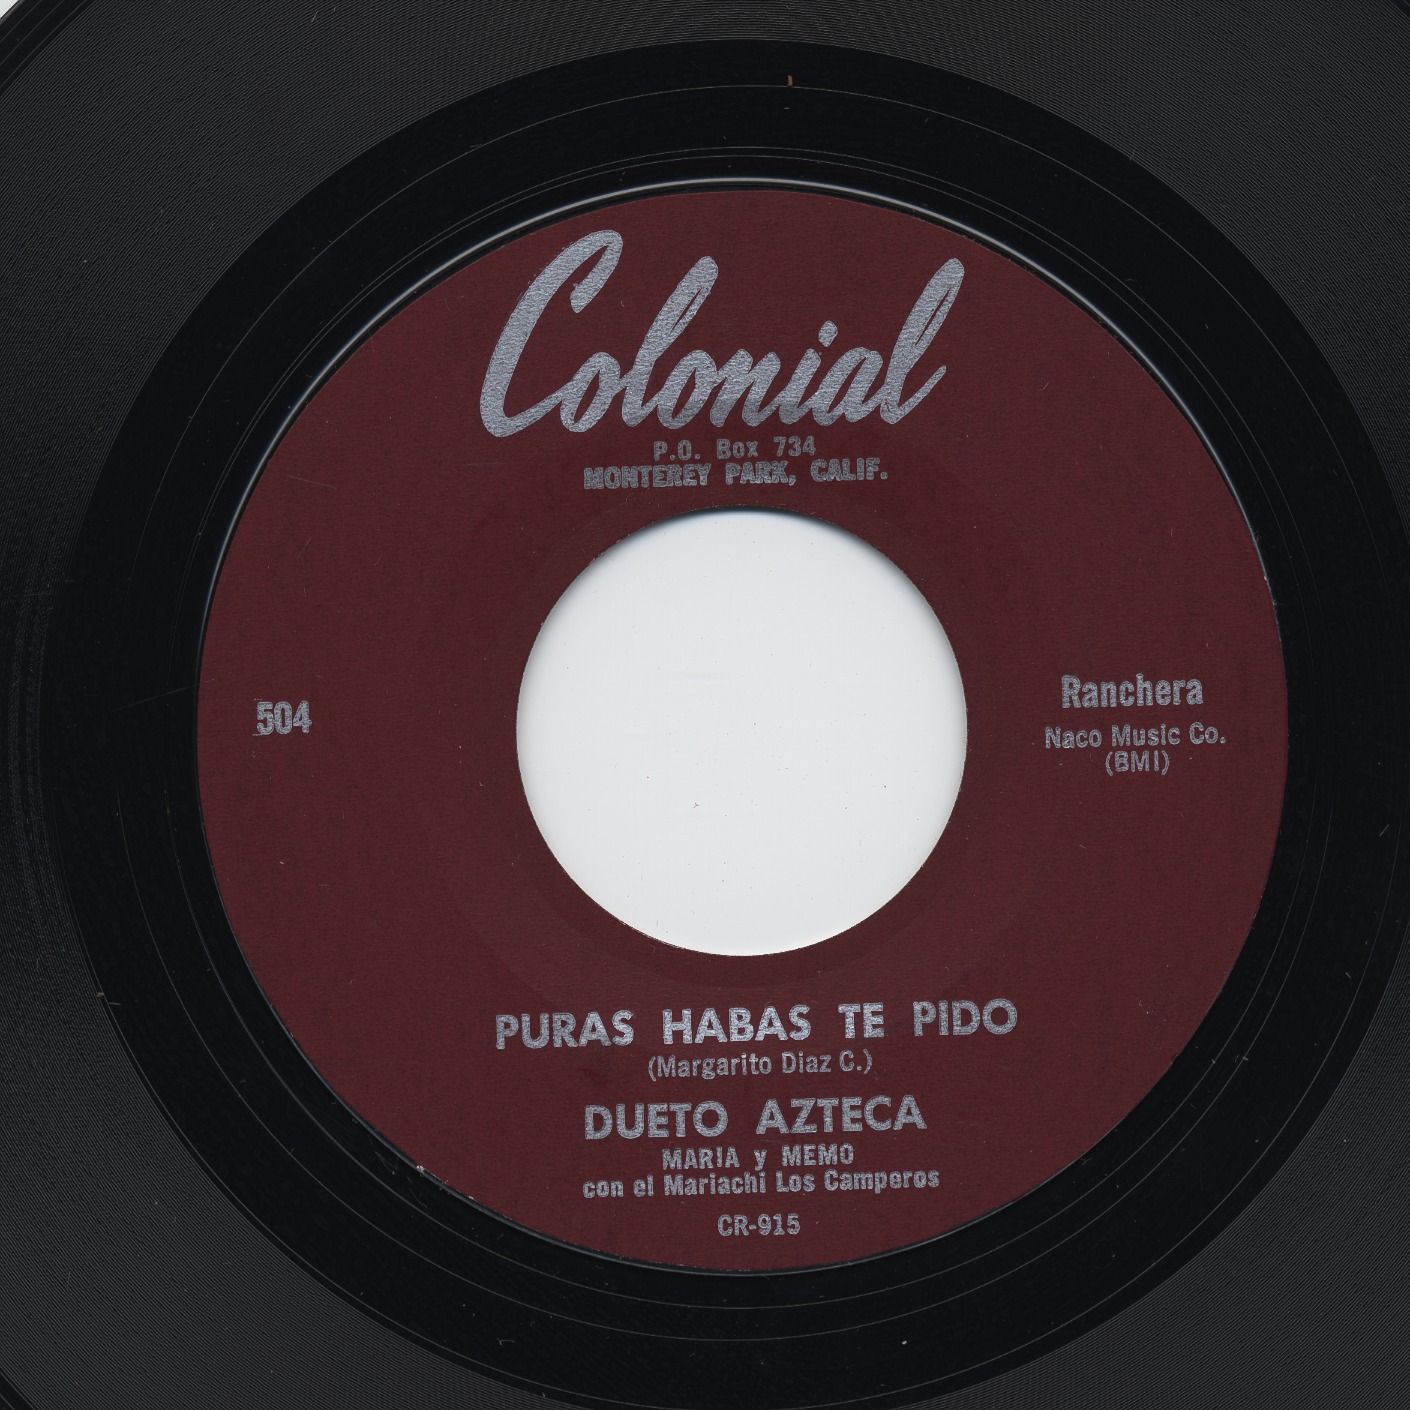 Colonial
P.O. Box 734
MONTEREY PARK, CALIF.
504
Ranchera
Naco Music Co.
(BMI)
PURAS HABAS TE PIDO
(Margarito Diaz C.)
DUETO AZTECA
MARIA y MEMO
con el Mariachi Los Camperos
CR-915